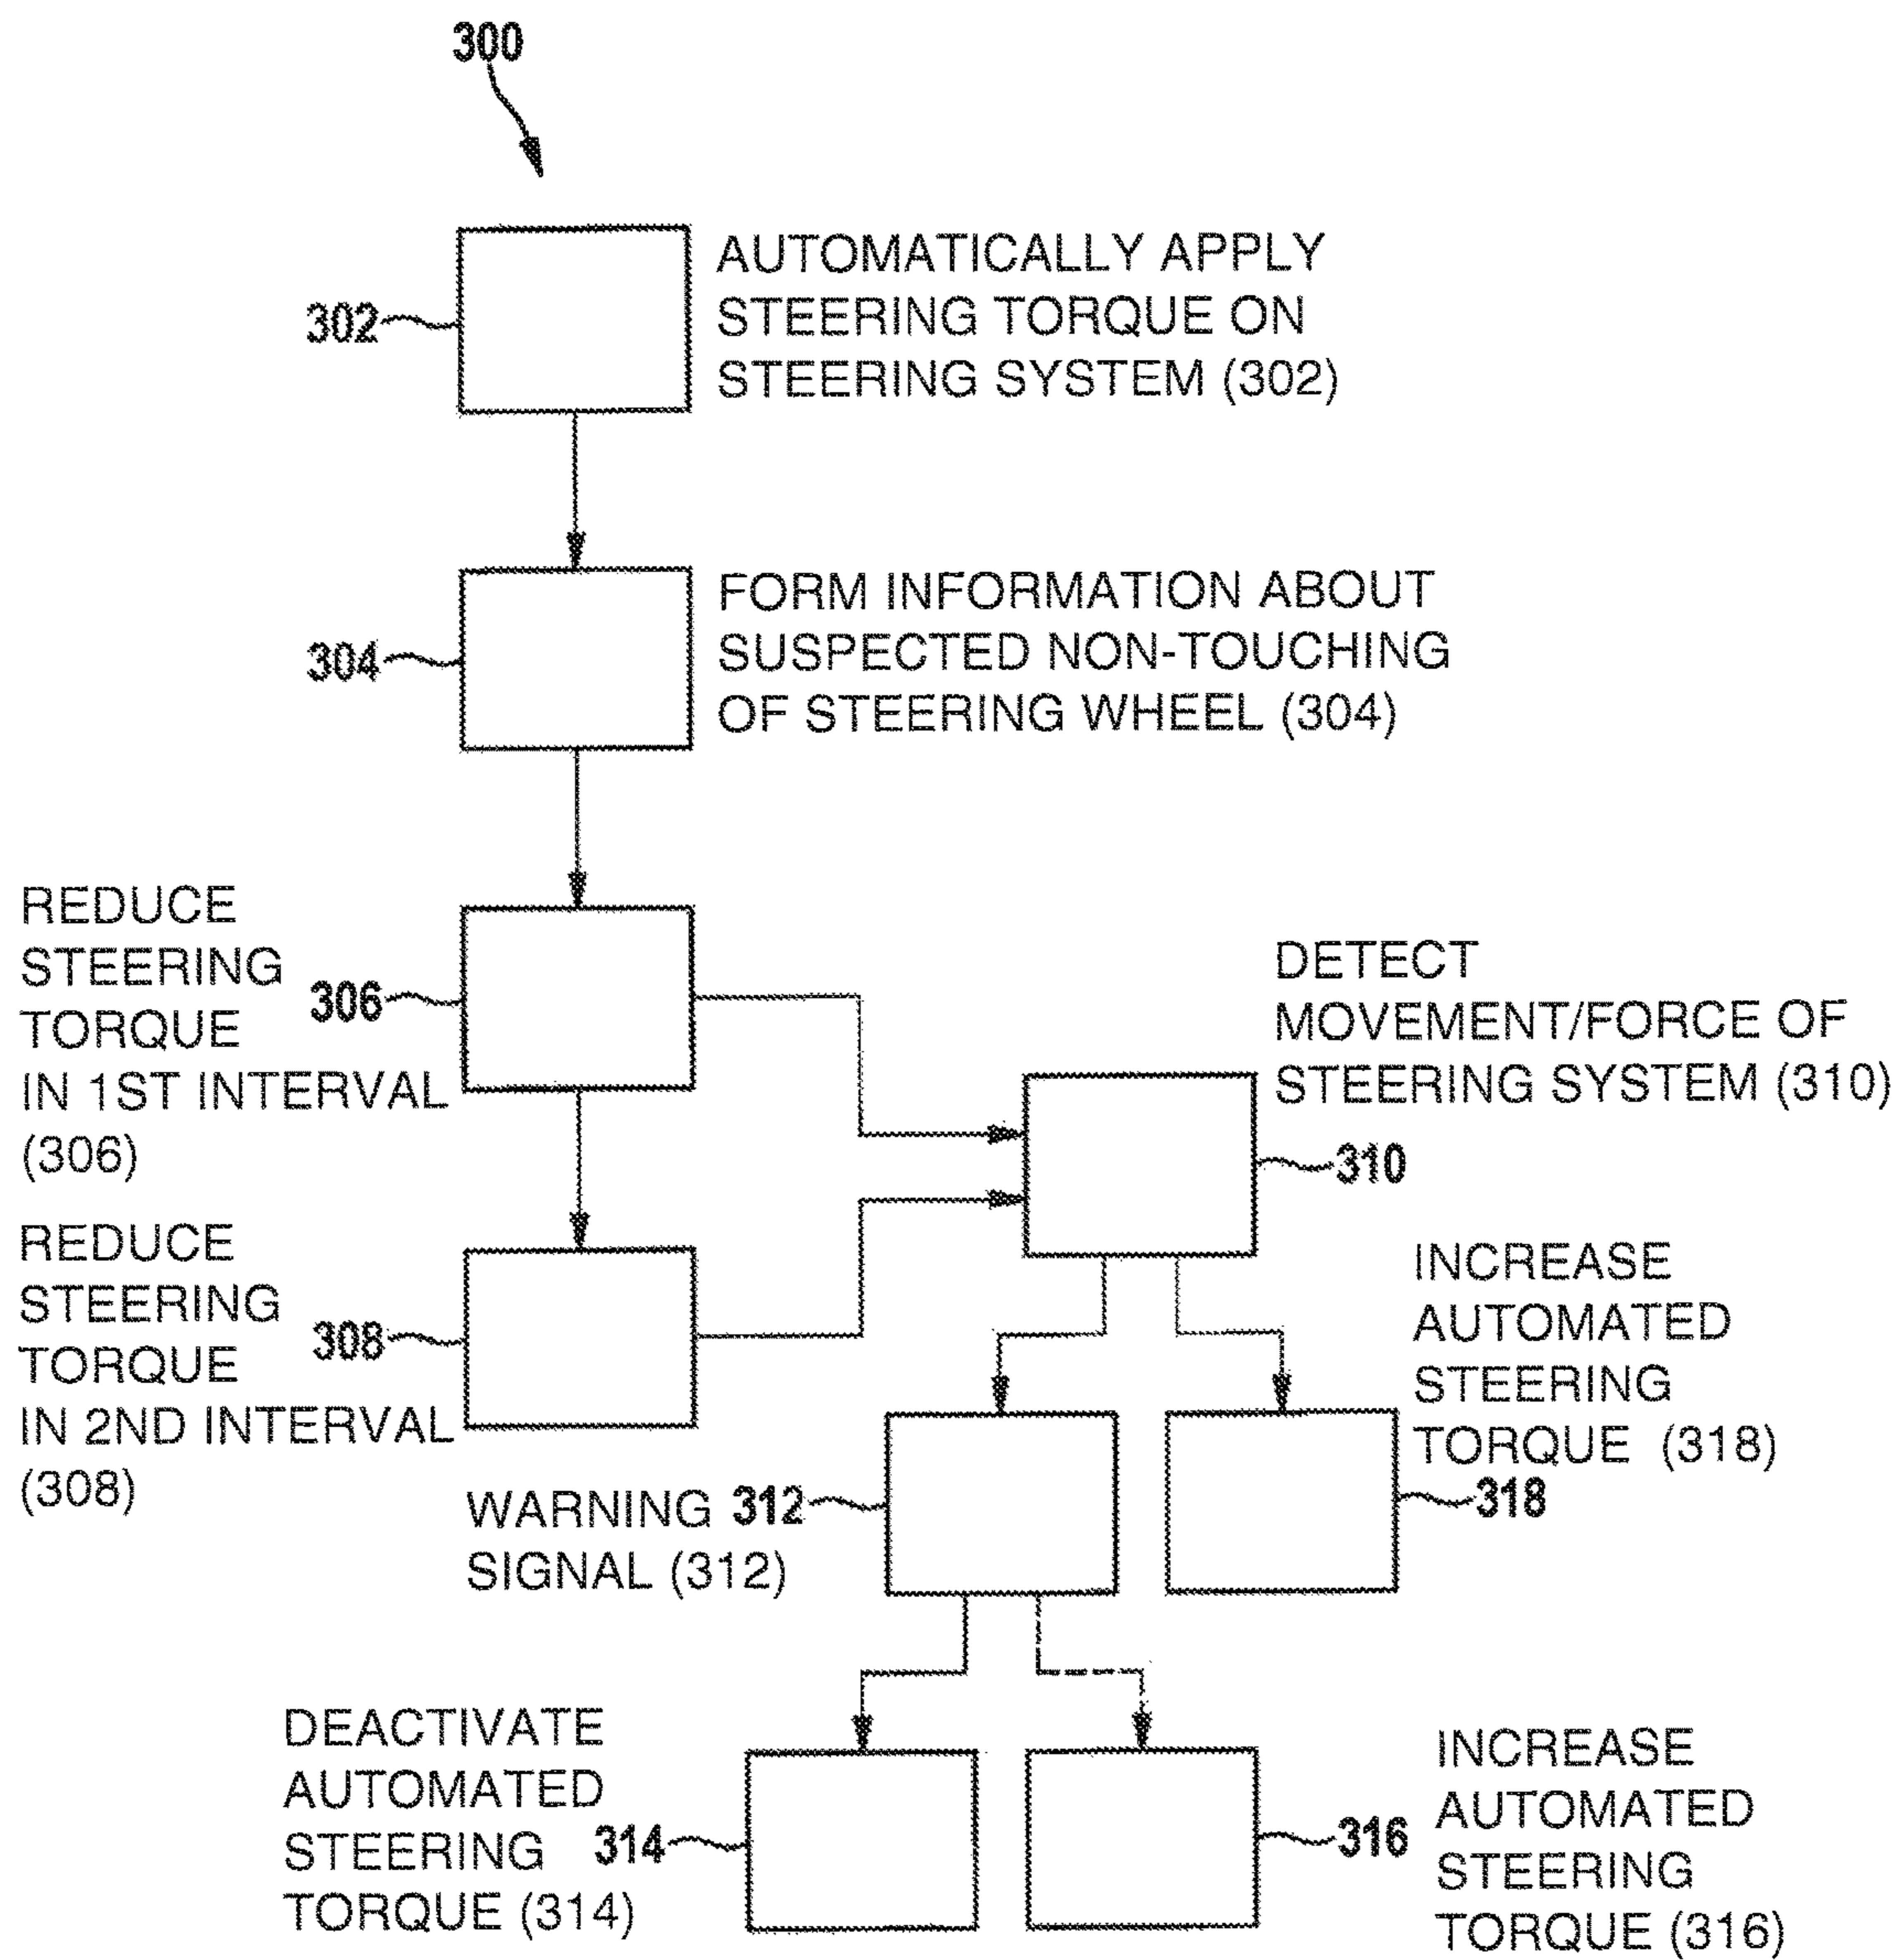 300
302
AUTOMATICALLY APPLY
STEERING TORQUE ON
STEERING SYSTEM (302)
304
FORM INFORMATION ABOUT
SUSPECTED NON-TOUCHING
OF STEERING WHEEL (304)
REDUCE
STEERING
TORQUE
IN 1ST INTERVAL
(306)
306
DETECT
MOVEMENT/FORCE OF
STEERING SYSTEM (310)
310
REDUCE
STEERING
TORQUE
IN 2ND INTERVAL
(308)
308
INCREASE
AUTOMATED
STEERING
TORQUE (318)
318
WARNING
SIGNAL (312)
312
DEACTIVATE
AUTOMATED
STEERING
TORQUE (314)
314
316
INCREASE
AUTOMATED
STEERING
TORQUE (316)